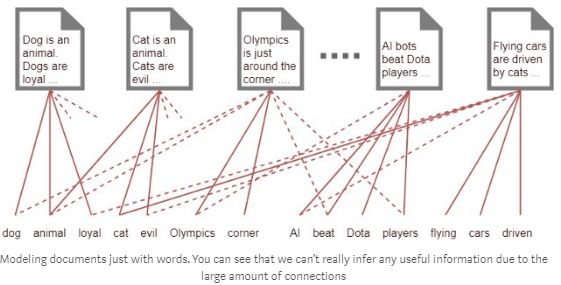 Dog is an
animal.
Dogs are
loyal ...
Cat is an
animal.
Cats are
evil ...
Olympics
is just
around the
corner ....
AI bots
beat Dota
players ...
Flying cars
are driven
by cats ...
dog animal loyal cat evil Olympics corner AI beat Dota players flying cars driven
Modeling documents just with words. You can see that we can't really infer any useful information due to the
large amount of connections